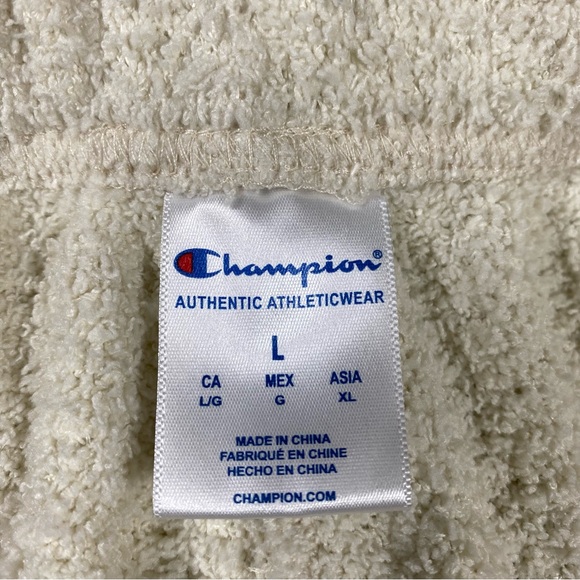 Champion®
AUTHENTIC ATHLETICWEAR
L
CA MEX ASIA
L/G G XL
MADE IN CHINA
FABRIQUÉ EN CHINE
HECHO EN CHINA
CHAMPION.COM